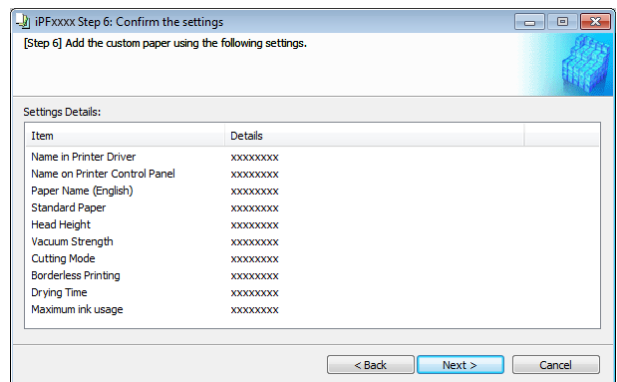 iPFxxxx Step 6: Confirm the settings
[Step 6] Add the custom paper using the following settings.
Settings Details:
Item Details
Name in Printer Driver xxxxxxxx
Name on Printer Control Panel xxxxxxxx
Paper Name (English) xxxxxxxx
Standard Paper xxxxxxxx
Head Height xxxxxxxx
Vacuum Strength xxxxxxxx
Cutting Mode xxxxxxxx
Borderless Printing xxxxxxxx
Drying Time xxxxxxxx
Maximum ink usage xxxxxxxx
< Back Next > Cancel